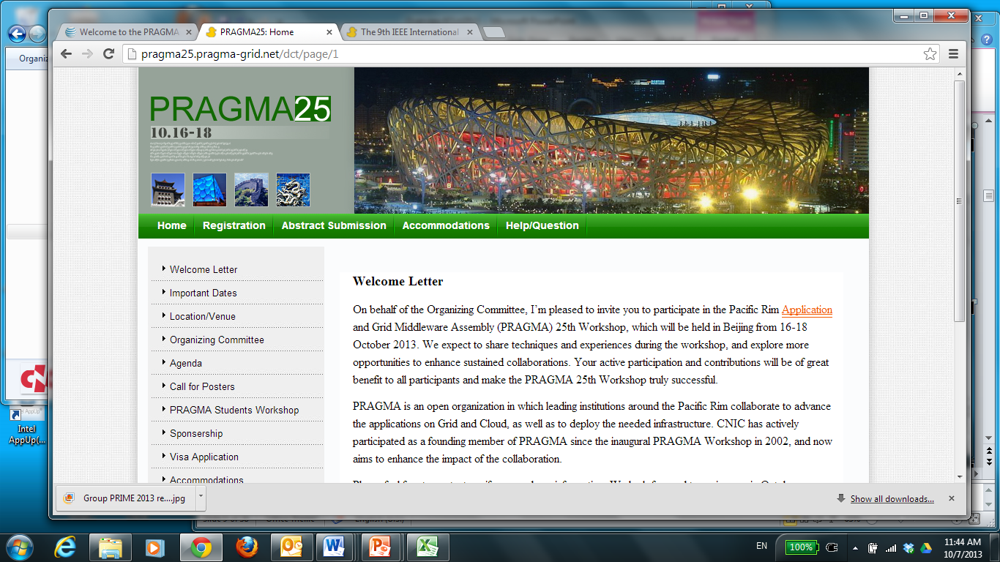 Welcome to the PRAGMA
PRAGMA25: Home
The 9th IEEE International
pragma25.pragma-grid.net/dct/page/1
Organiz
PRAGMA25
10.16-18
Home
Registration
Abstract Submission
Accommodations
Help/Question
Welcome Letter
Important Dates
Location/Venue
Organizing Committee
Agenda
Call for Posters
PRAGMA Students Workshop
Sponsership
Visa Application
Accommodations
Welcome Letter
On behalf of the Organizing Committee, I’m pleased to invite you to participate in the Pacific Rim Application
and Grid Middleware Assembly (PRAGMA) 25th Workshop, which will be held in Beijing from 16-18
October 2013. We expect to share techniques and experiences during the workshop, and explore more
opportunities to enhance sustained collaborations. Your active participation and contributions will be of great
benefit to all participants and make the PRAGMA 25th Workshop truly successful.
PRAGMA is an open organization in which leading institutions around the Pacific Rim collaborate to advance
the applications on Grid and Cloud, as well as to deploy the needed infrastructure. CNIC has actively
participated as a founding member of PRAGMA since the inaugural PRAGMA Workshop in 2002, and now
aims to enhance the impact of the collaboration.
Intel
AppUp(...
Group PRIME 2013 re....jpg
Show all downloads...
EN
100%
11:44 AM
10/7/2013